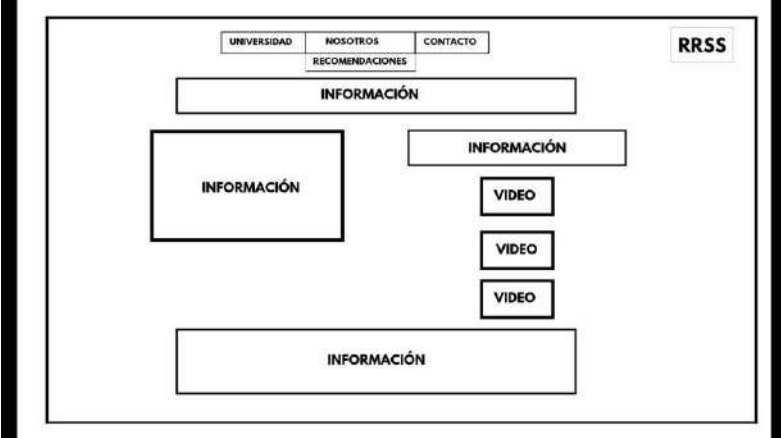 UNIVERSIDAD NOSOTROS CONTACTO
RRSS
RECOMENDACIONES
INFORMACIÓN
INFORMACIÓN
INFORMACIÓN
VIDEO
VIDEO
VIDEO
INFORMACIÓN